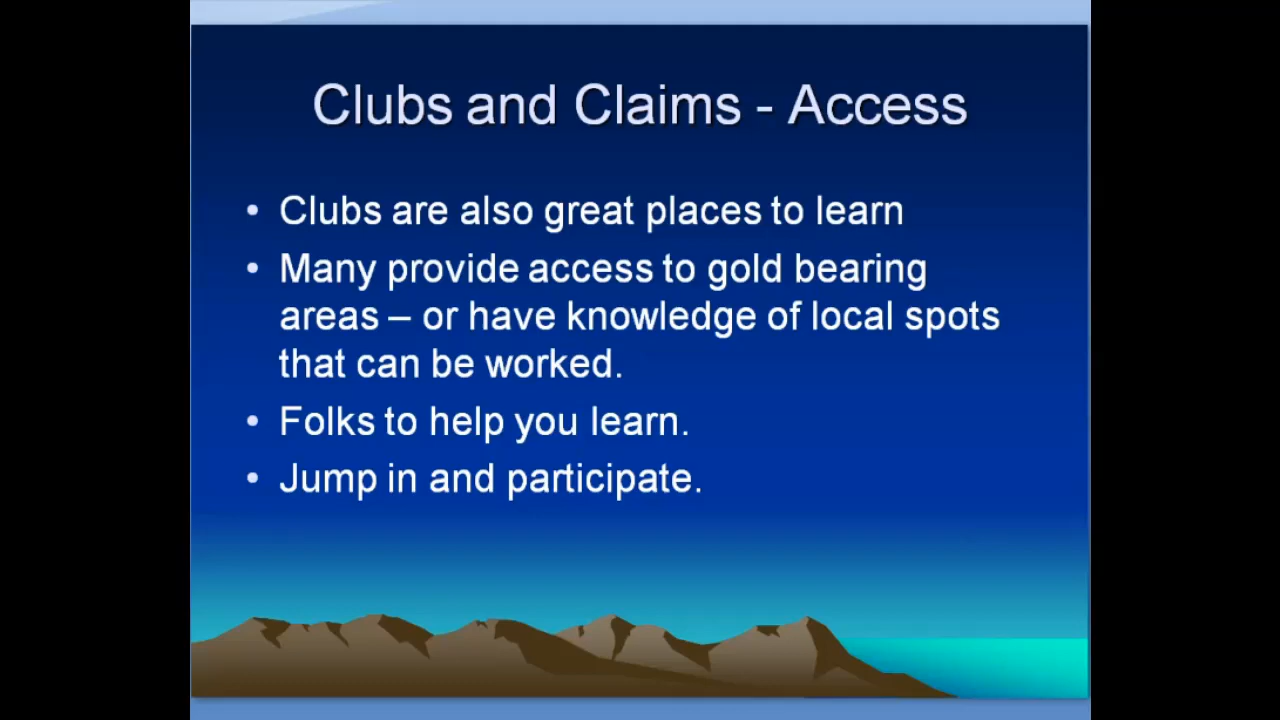 Clubs and Claims - Access
• Clubs are also great places to learn
• Many provide access to gold bearing
areas – or have knowledge of local spots
that can be worked.
• Folks to help you learn.
• Jump in and participate.